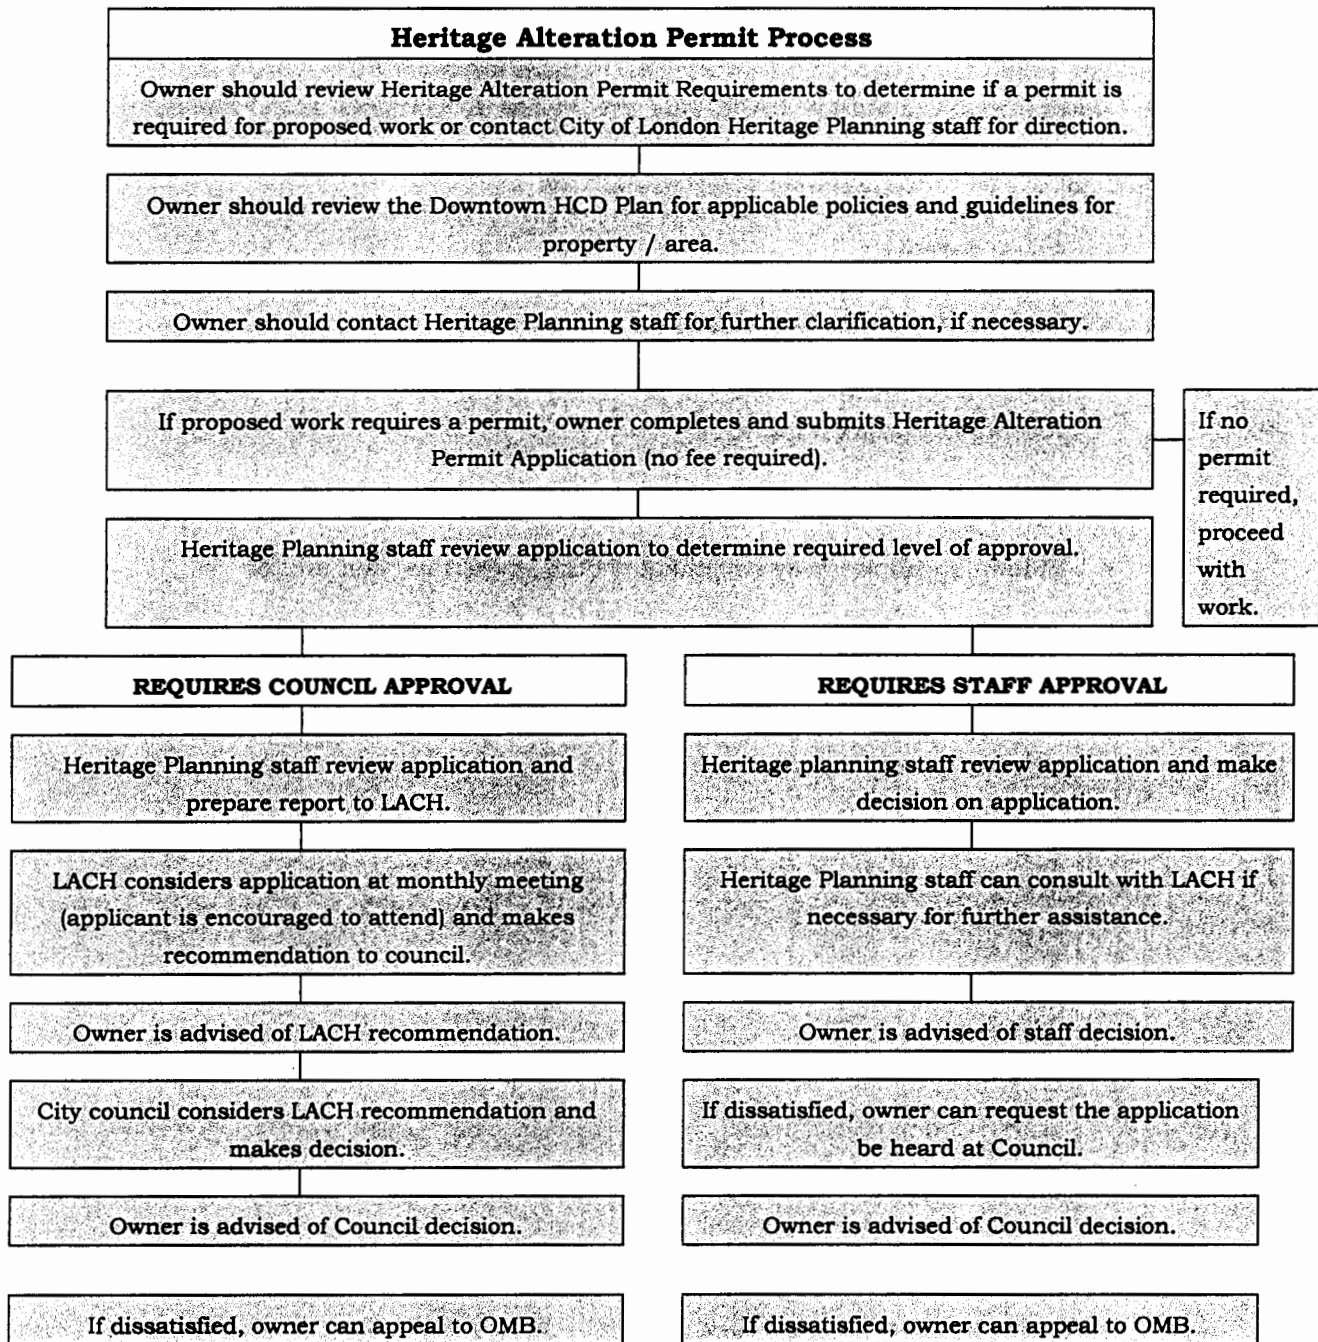 Heritage Alteration Permit Process
Owner should review Heritage Alteration Permit Requirements to determine if a permit is
required for proposed work or contact City of London Heritage Planning staff for direction.
Owner should review the Downtown HCD Plan for applicable policies and guidelines for
property / area.
Owner should contact Heritage Planning staff for further clarification, if necessary.
If proposed work requires a permit, owner completes and submits Heritage Alteration
Permit Application (no fee required).
If no
permit
required,
proceed
with
work.
Heritage Planning staff review application to determine required level of approval.
REQUIRES COUNCIL APPROVAL
Heritage Planning staff review application and
prepare report to LACH.
LACH considers application at monthly meeting
(applicant is encouraged to attend) and makes
recommendation to council.
Owner is advised of LACH recommendation.
City council considers LACH recommendation and
makes decision.
Owner is advised of Council decision.
If dissatisfied, owner can appeal to OMB.
REQUIRES STAFF APPROVAL
Heritage planning staff review application and make
decision on application.
Heritage Planning staff can consult with LACH if
necessary for further assistance.
Owner is advised of staff decision.
If dissatisfied, owner can request the application
be heard at Council.
Owner is advised of Council decision.
If dissatisfied, owner can appeal to OMB.